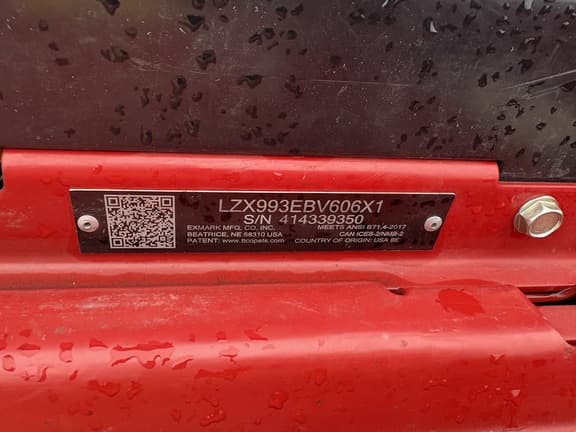 LZX993EBV606X1
S/N 414339350
EXMARK MFG. CO. INC. MEETS ANSI B71.4-2017
BEATRICE, NE 68310 USA CAN ICES-2/NMB-2
PATENT: www.ttcopats.com COUNTRY OF ORIGIN: USA BE